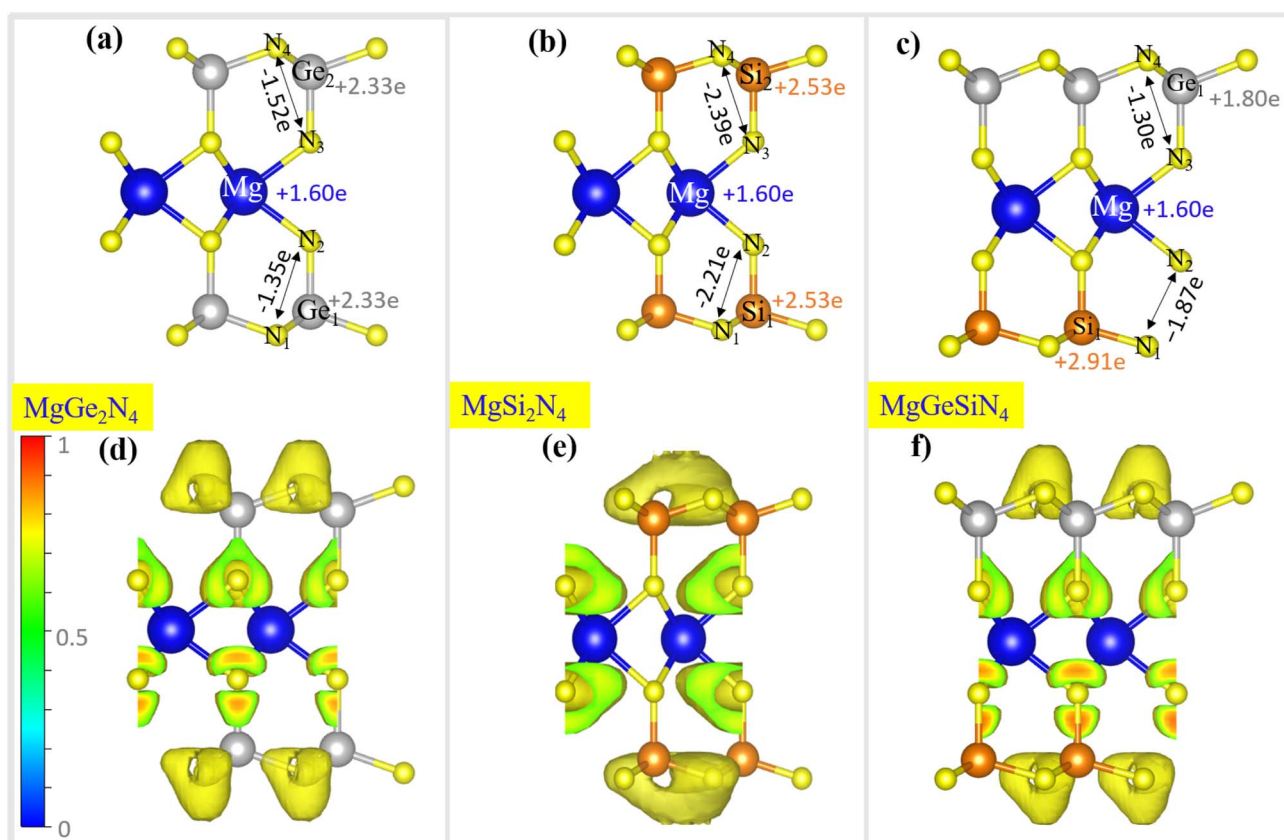 (a)
N₄
Ge₂
+2.33e
-1.52e
N₃
Mg
+1.60e
N₂
-1.35e
Ge₁
+2.33e
N₁
MgGe₂N₄
(b)
N₄
Si₂
+2.53e
-2.39e
N₃
Mg
+1.60e
N₂
-2.21e
Si₁
+2.53e
N₁
MgSi₂N₄
c)
N₄
Ge₁
+1.80e
-1.30e
N₃
Mg
+1.60e
N₂
-1.87e
Si₁
N₁
+2.91e
MgGeSiN₄
1
0.5
0
(d)
(e)
f)